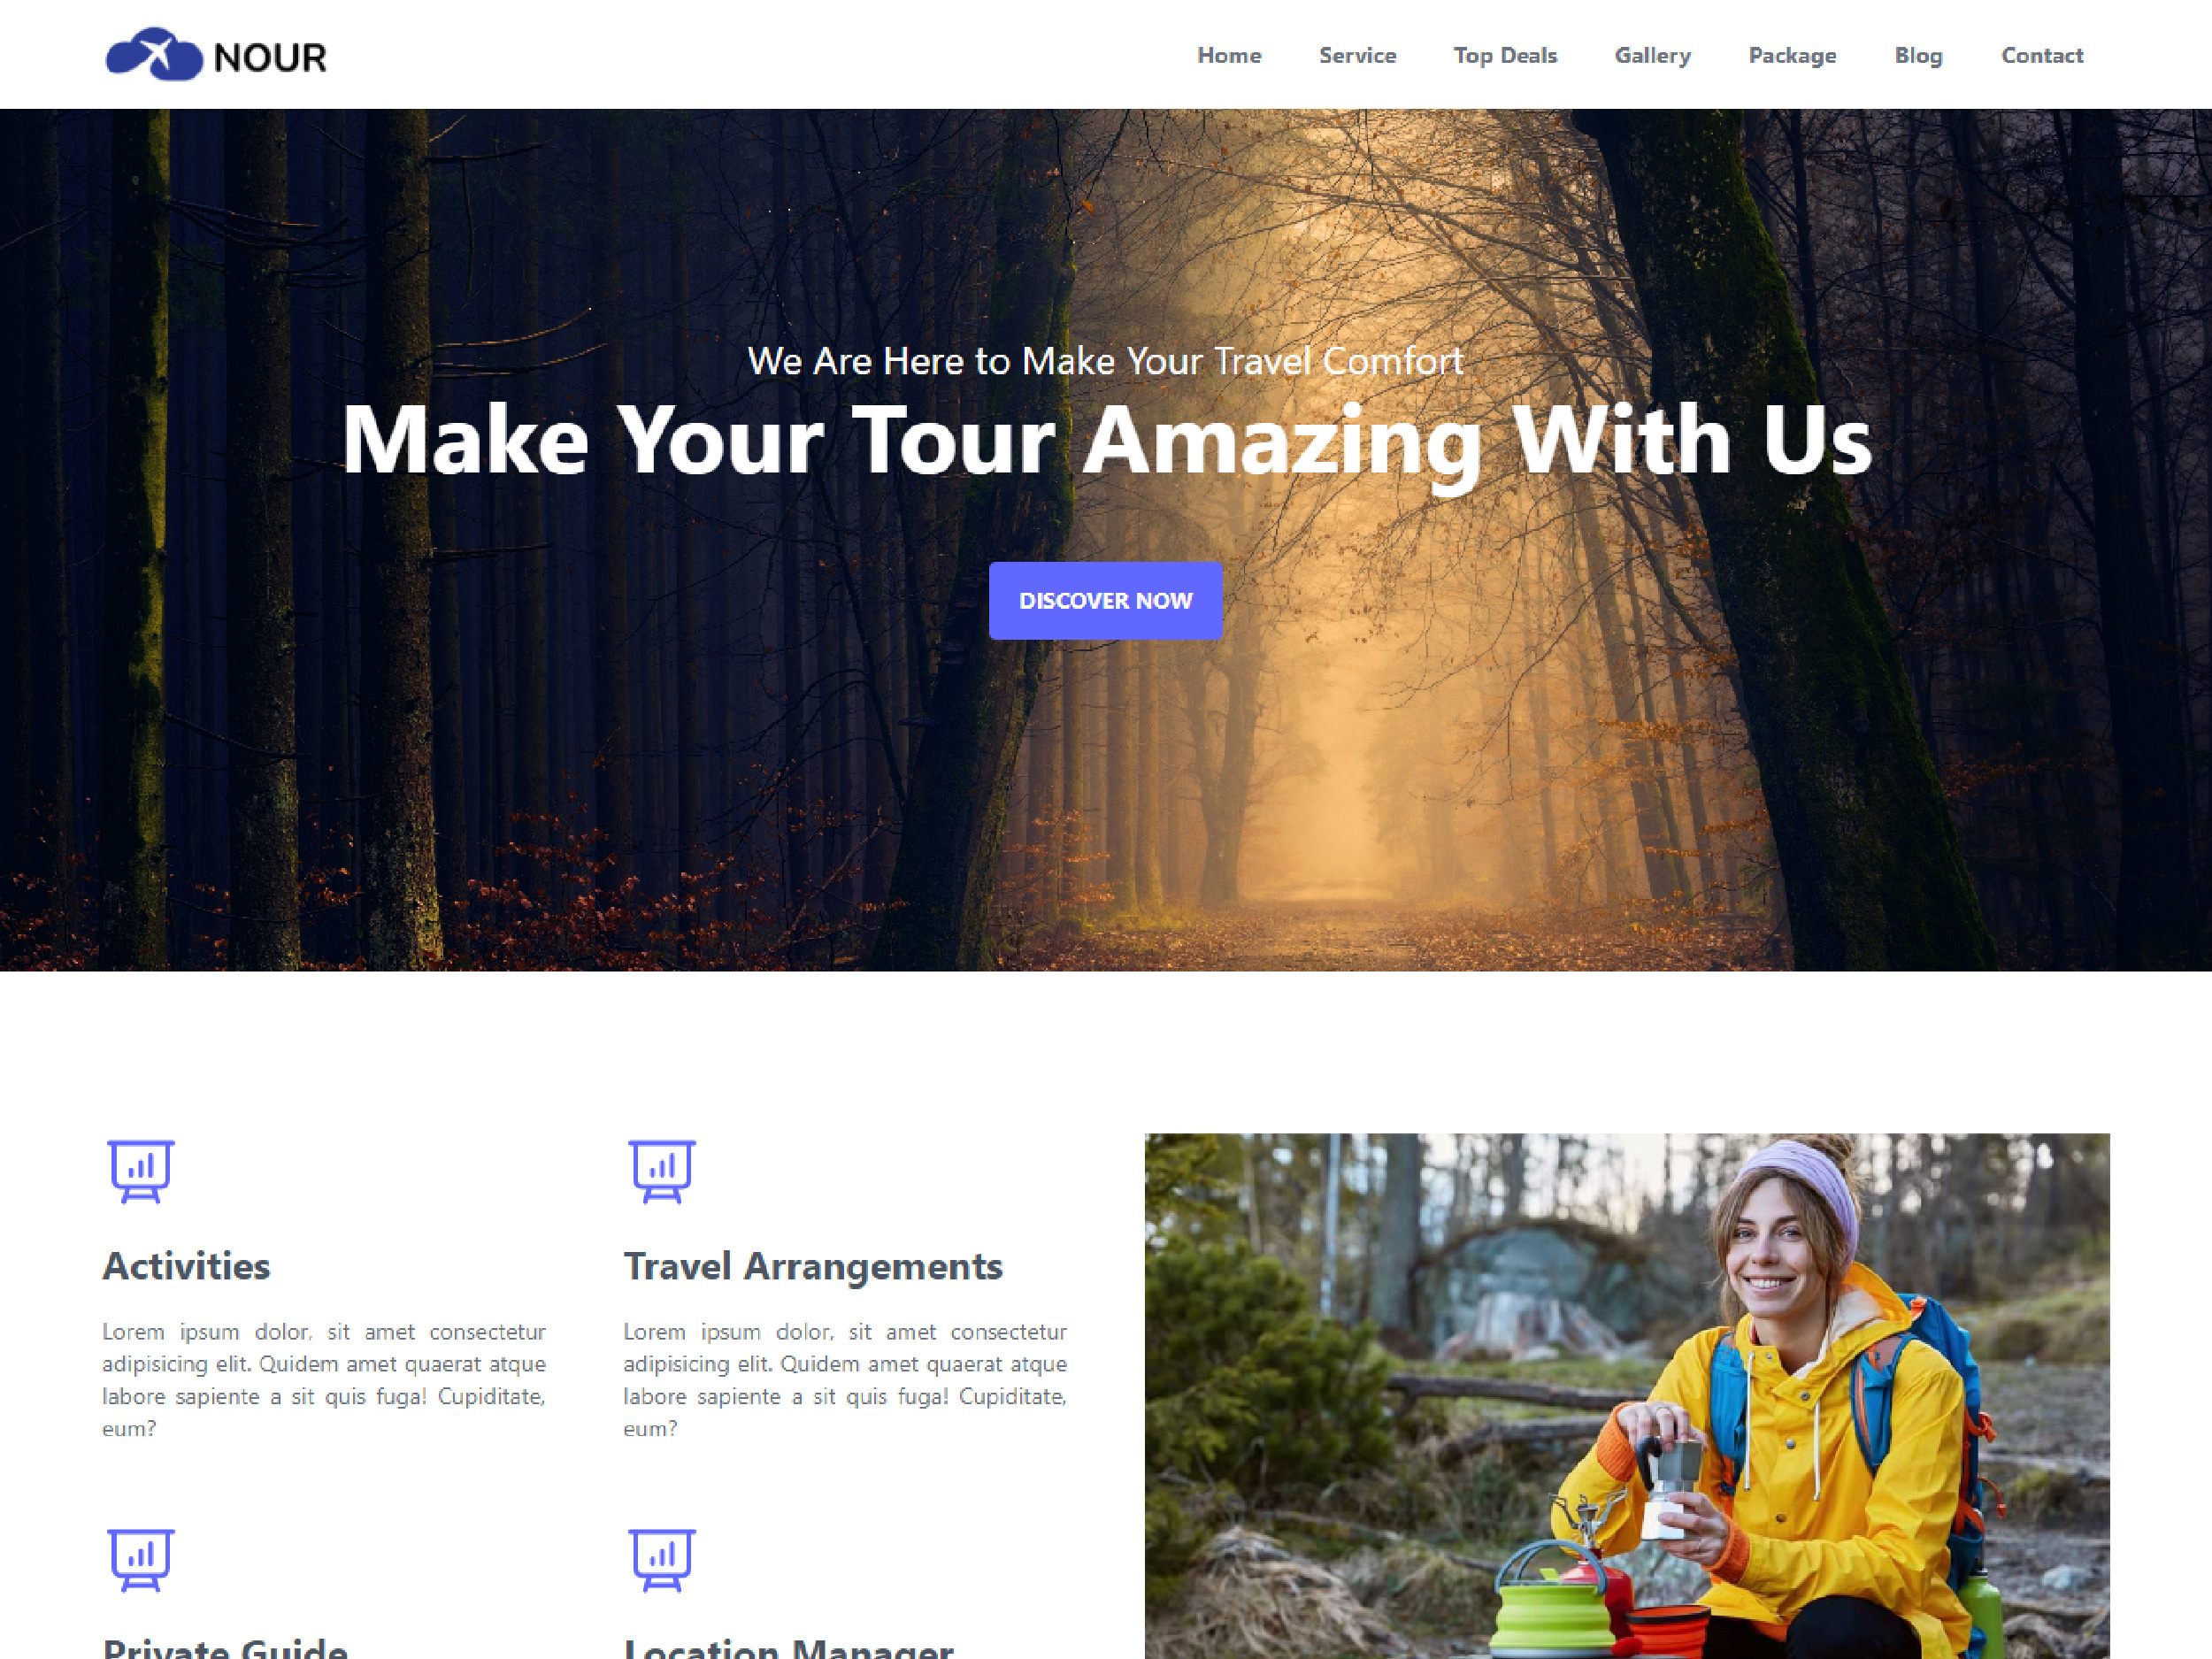 NOUR
Home Service Top Deals Gallery Package Blog Contact
We Are Here to Make Your Travel Comfort
Make Your Tour Amazing With Us
DISCOVER NOW
Activities
Lorem ipsum dolor, sit amet consectetur
adipisicing elit. Quidem amet quaerat atque
labore sapiente a sit quis fuga! Cupiditate,
eum?
Travel Arrangements
Lorem ipsum dolor, sit amet consectetur
adipisicing elit. Quidem amet quaerat atque
labore sapiente a sit quis fuga! Cupiditate,
eum?
Private Guide
Location Manager